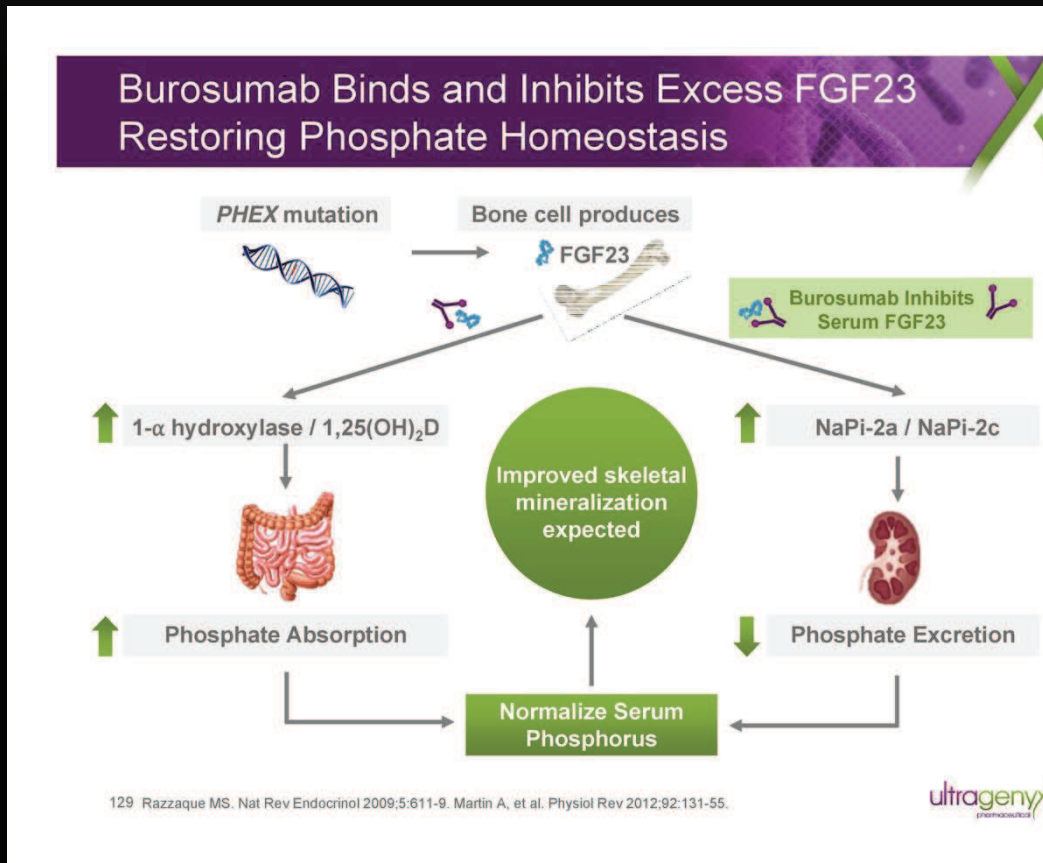 Burosumab Binds and Inhibits Excess FGF23
Restoring Phosphate Homeostasis
PHEX mutation
Bone cell produces
FGF23
Burosumab Inhibits
Serum FGF23
1-α hydroxylase / 1,25(OH)₂D
NaPi-2a / NaPi-2c
Improved skeletal
mineralization
expected
Phosphate Absorption
Phosphate Excretion
Normalize Serum
Phosphorus
129 Razzaque MS. Nat Rev Endocrinol 2009;5:611-9. Martin A, et al. Physiol Rev 2012;92:131-55.
ultragenyx
pharmaceutical